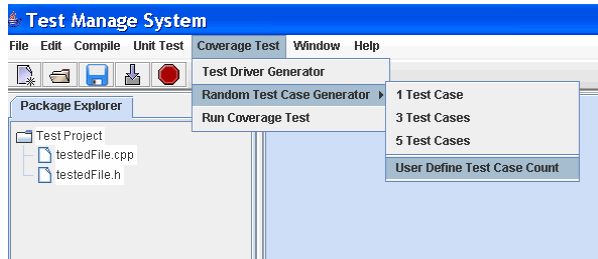 Test Manage System
File Edit Compile Unit Test Coverage Test Window Help
Test Driver Generator
Random Test Case Generator
Run Coverage Test
1 Test Case
3 Test Cases
5 Test Cases
User Define Test Case Count
Package Explorer
Test Project
testedFile.cpp
testedFile.h